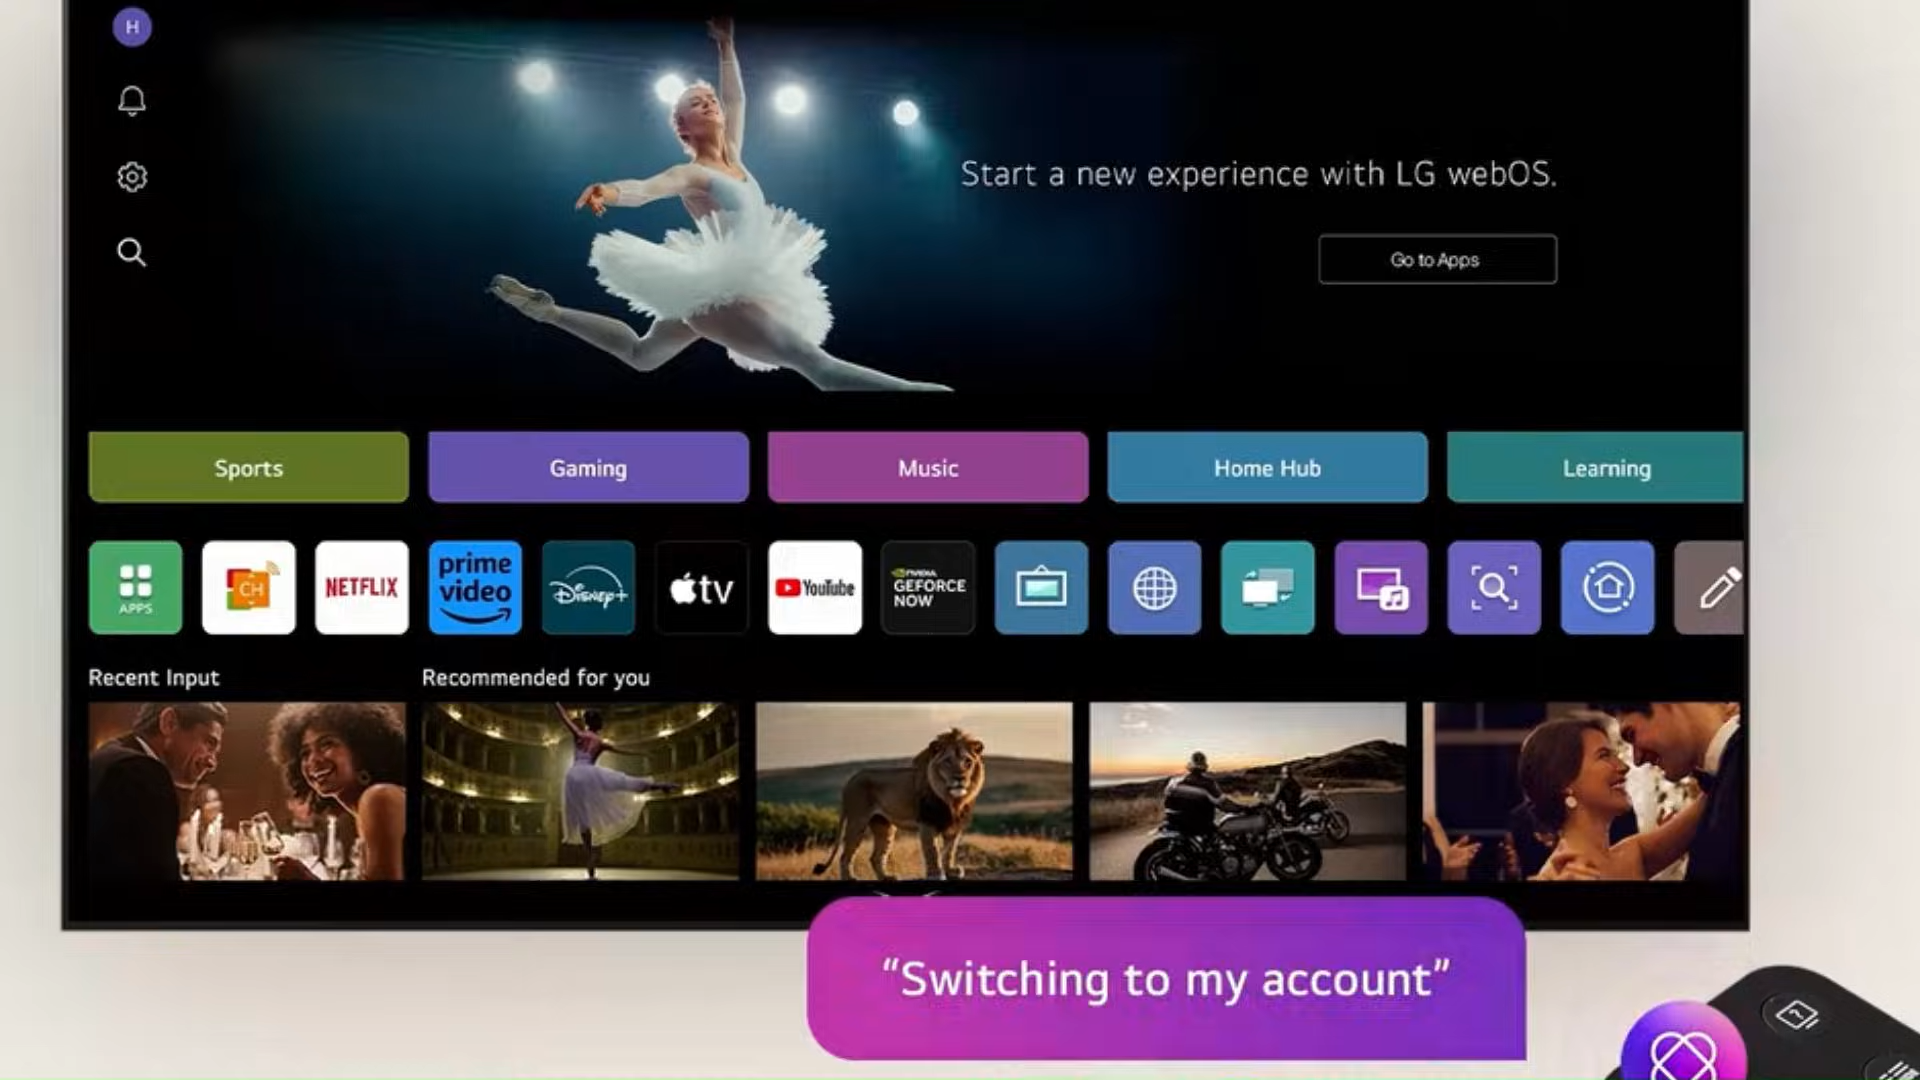 H
Start a new experience with LG webOS.
Go to Apps
Sports
Gaming
Music
Home Hub
Learning
APPS
CH
NETFLIX
prime
video
Disney+
tv
YouTube
NVIDIA
GEFORCE
NOW
Recent Input
Recommended for you
“Switching to my account”